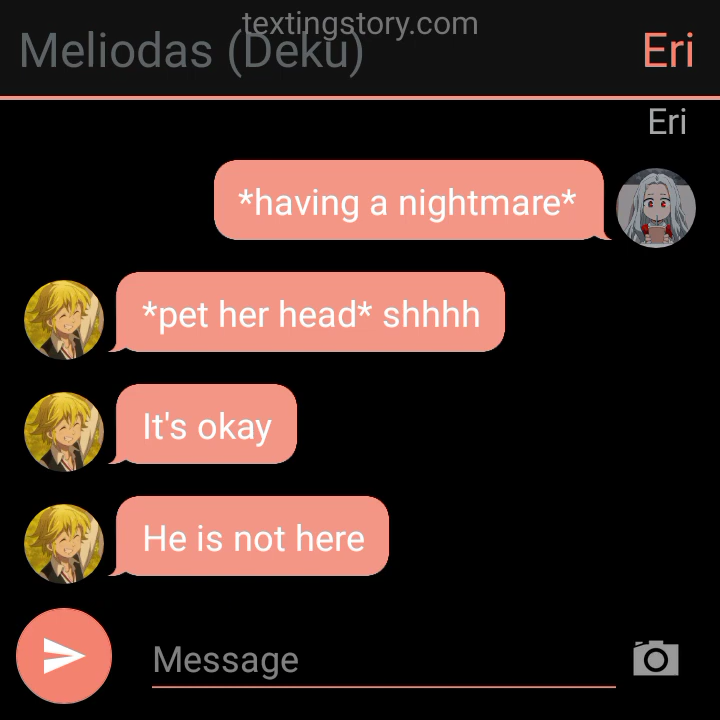 textingstory.com
Meliodas (Deku)
Eri
Eri
*having a nightmare*
*pet her head* shhhh
It's okay
He is not here
Message